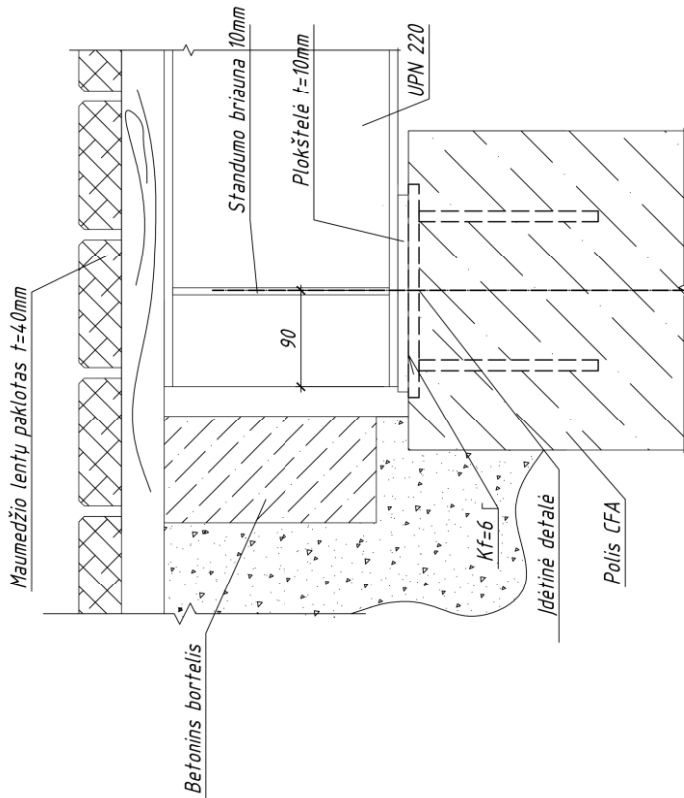 Maumedžio lentų paklotas t=40mm
Standumo briauna 10mm
Plokštelė t=10mm
UPN 220
90
Betonins bortelis
Kf=6
Įdėtinė detalė
Polis CFA